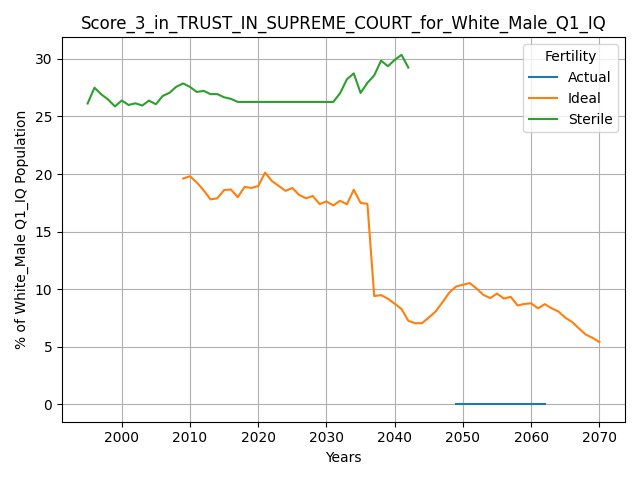 Score_3_in_TRUST_IN_SUPREME_COURT_for_White_Male_Q1_IQ
Fertility
Actual
Ideal
Sterile
% of White_Male Q1_IQ Population
30
25
20
15
10
5
0
2000 2010 2020 2030 2040 2050 2060 2070
Years